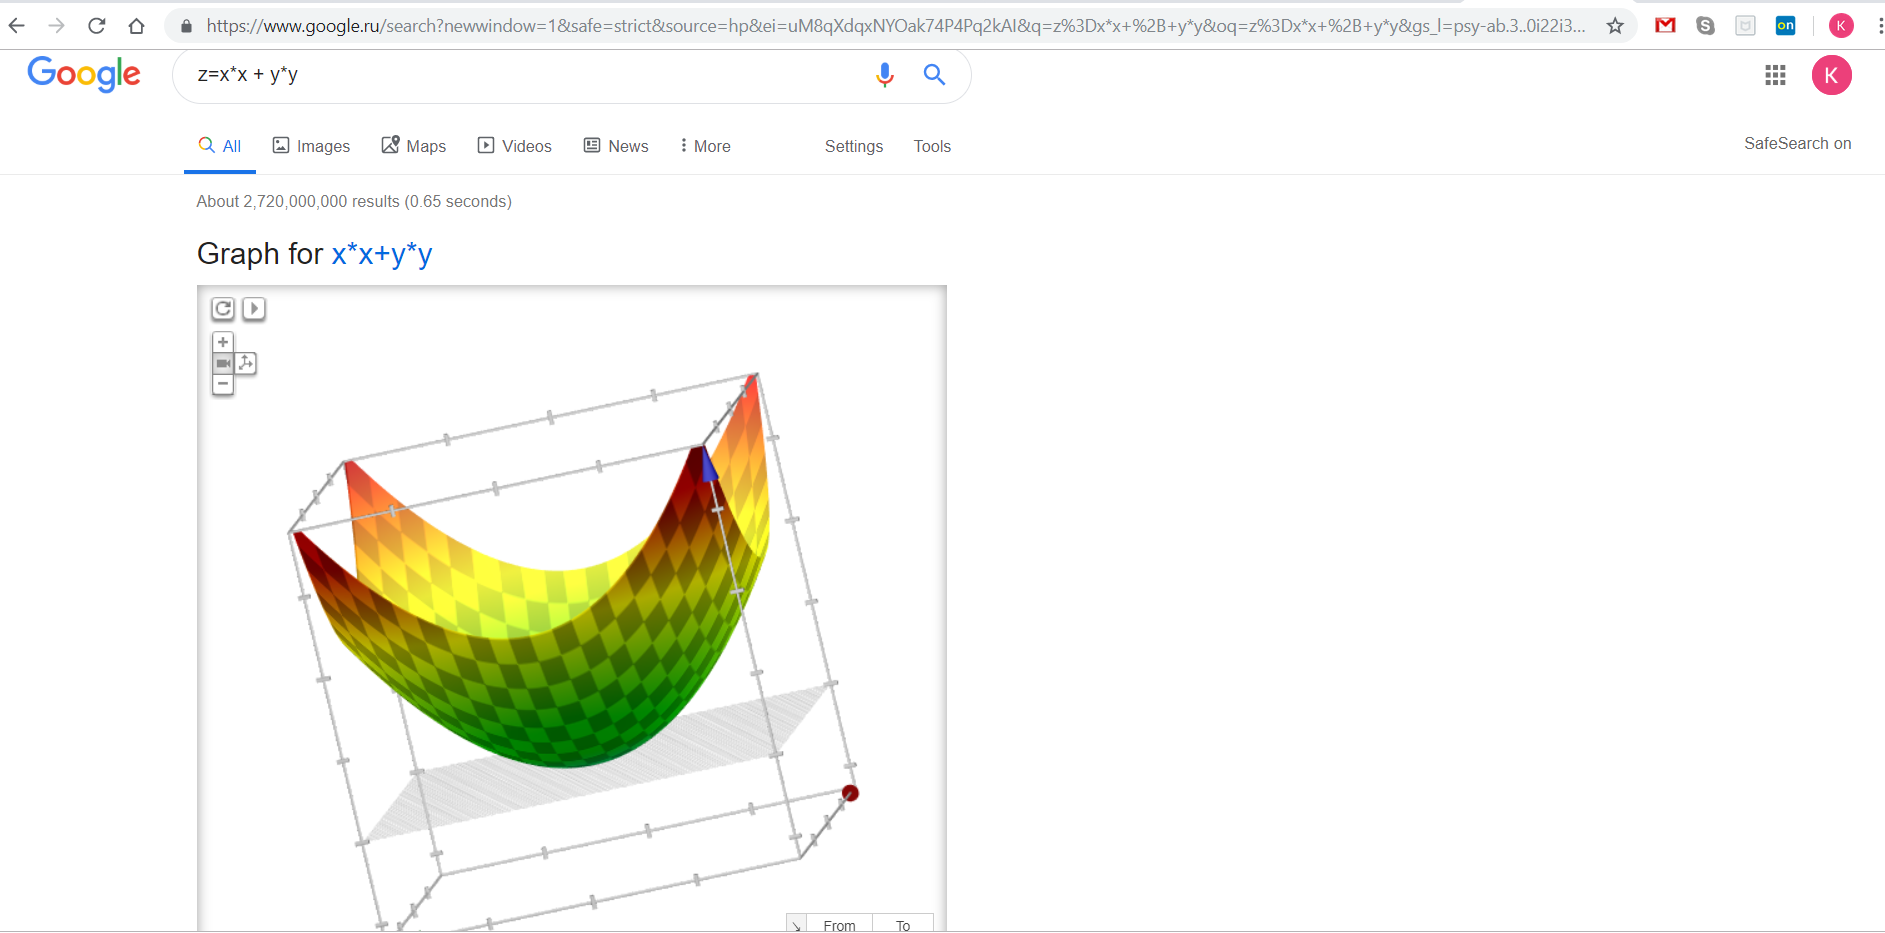 https://www.google.ru/search?newwindow=1&safe=strict&source=hp&ei=uM8qXdqxNYOak74P4Pq2kAI&q=z%3Dx*x+%2B+y*y&oq=z%3Dx*x+%2B+y*y&gs_l=psy-ab.3..0i22i3...
on
K
Google
z=x*x + y*y
K
All
Images
Maps
Videos
News
More
Settings
Tools
SafeSearch on
About 2,720,000,000 results (0.65 seconds)
Graph for x*x+y*y
From
To